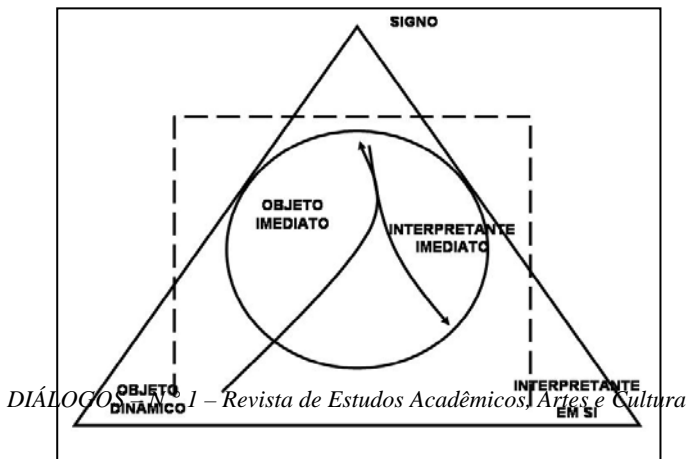 SIGNO
OBJETO
IMEDIATO
INTERPRETANTE
IMEDIATO
OBJETO
DINÂMICO
INTERPRETANTE
EM SI
DIÁLOGOS – N.º 1 – Revista de Estudos Acadêmicos, Artes e Cultura